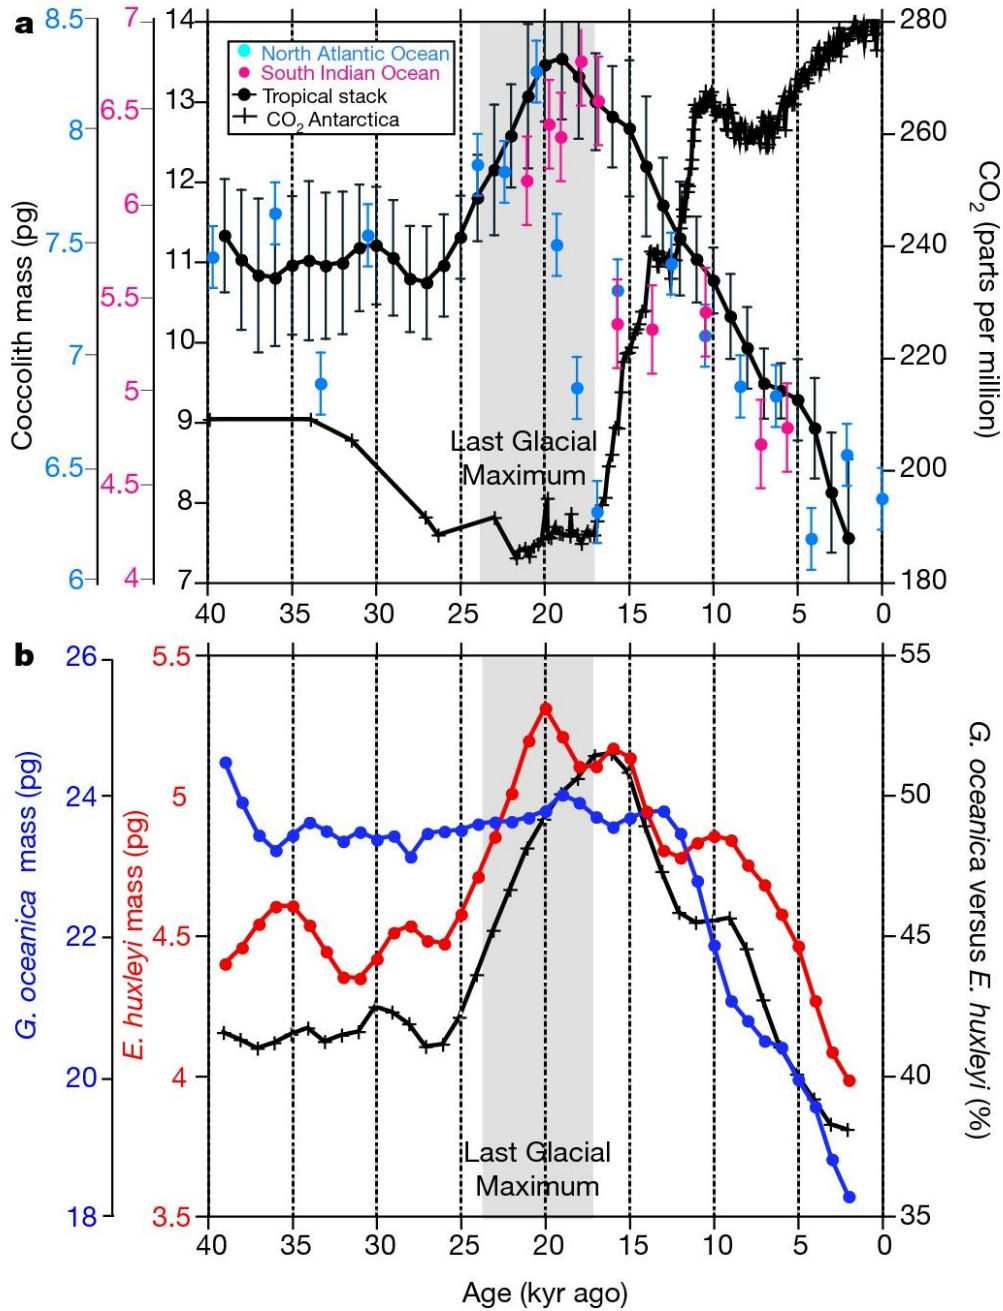 a
8.5
8
7.5
7
6.5
6
7
6.5
6
5.5
5
4.5
4
14
13
12
11
10
9
8
7
Coccolith mass (pg)
North Atlantic Ocean
South Indian Ocean
Tropical stack
CO2 Antarctica
Last Glacial
Maximum
280
260
240
220
200
180
CO2 (parts per million)
40 35 30 25 20 15 10 5 0
b
26
24
22
20
18
G. oceanica mass (pg)
5.5
5
4.5
4
3.5
E. huxleyi mass (pg)
Last Glacial
Maximum
55
50
45
40
35
G. oceanica versus E. huxleyi (%)
40 35 30 25 20 15 10 5 0
Age (kyr ago)